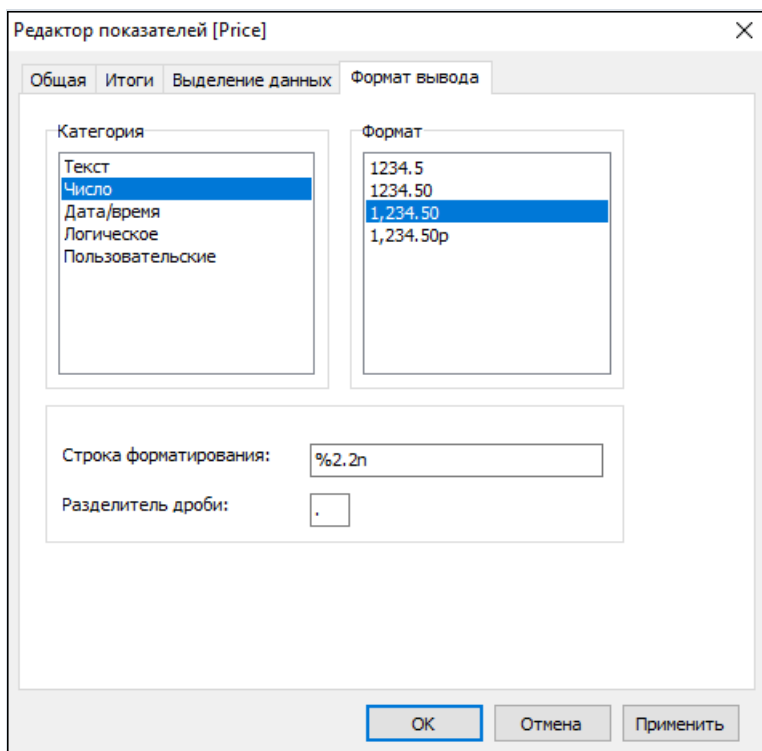 Редактор показателей [Price]
Общая Итоги Выделение данных Формат вывода
Категория
Текст
Число
Дата/время
Логическое
Пользовательские
Формат
1234.5
1234.50
1,234.50
1,234.50р
Строка форматирования: %2.2n
Разделитель дроби: .
ОК Отмена Применить